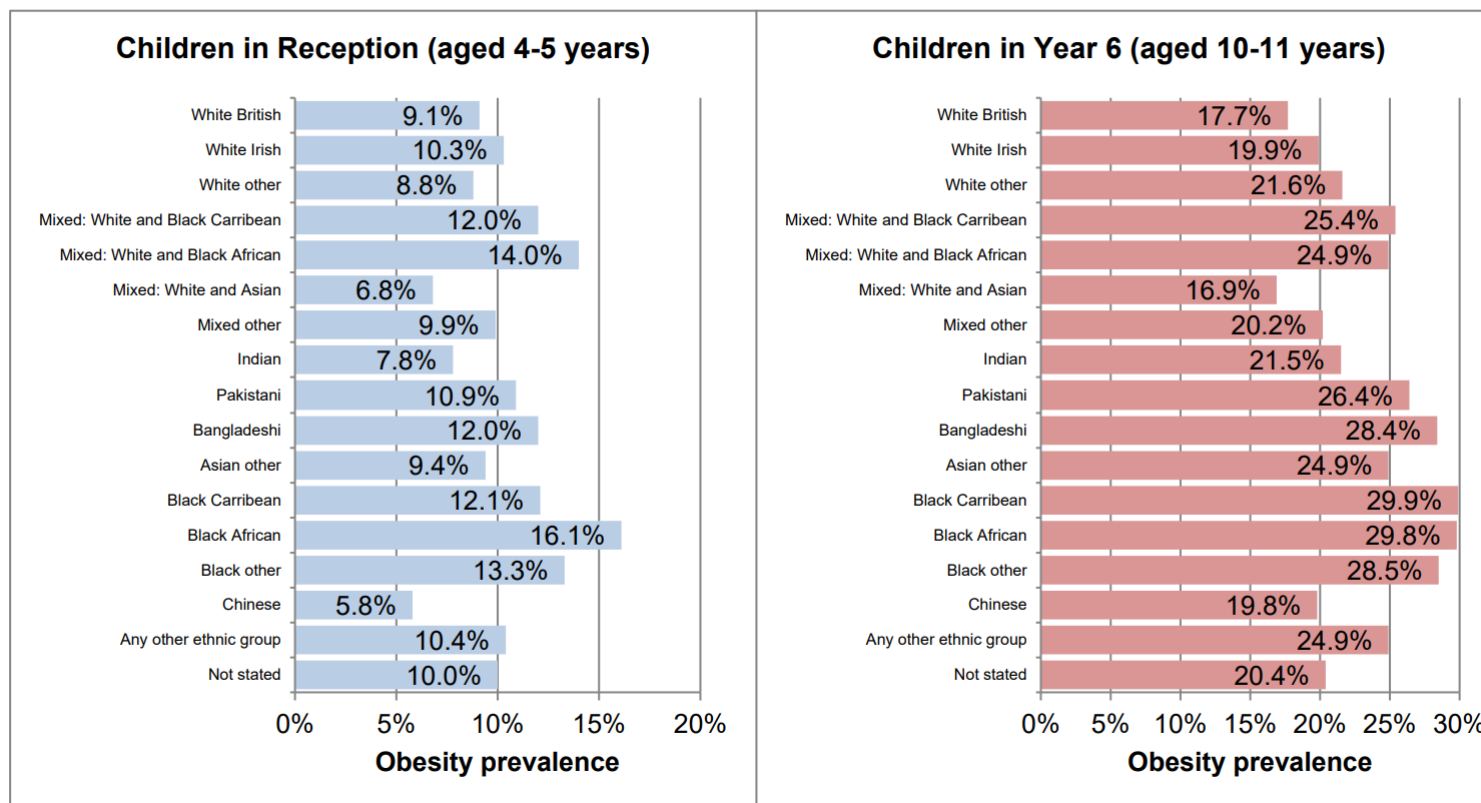 Children in Reception (aged 4-5 years)
White British 9.1%
White Irish 10.3%
White other 8.8%
Mixed: White and Black Carribean 12.0%
Mixed: White and Black African 14.0%
Mixed: White and Asian 6.8%
Mixed other 9.9%
Indian 7.8%
Pakistani 10.9%
Bangladeshi 12.0%
Asian other 9.4%
Black Carribean 12.1%
Black African 16.1%
Black other 13.3%
Chinese 5.8%
Any other ethnic group 10.4%
Not stated 10.0%
0% 5% 10% 15% 20%
Obesity prevalence
Children in Year 6 (aged 10-11 years)
White British 17.7%
White Irish 19.9%
White other 21.6%
Mixed: White and Black Carribean 25.4%
Mixed: White and Black African 24.9%
Mixed: White and Asian 16.9%
Mixed other 20.2%
Indian 21.5%
Pakistani 26.4%
Bangladeshi 28.4%
Asian other 24.9%
Black Carribean 29.9%
Black African 29.8%
Black other 28.5%
Chinese 19.8%
Any other ethnic group 24.9%
Not stated 20.4%
0% 5% 10% 15% 20% 25% 30%
Obesity prevalence